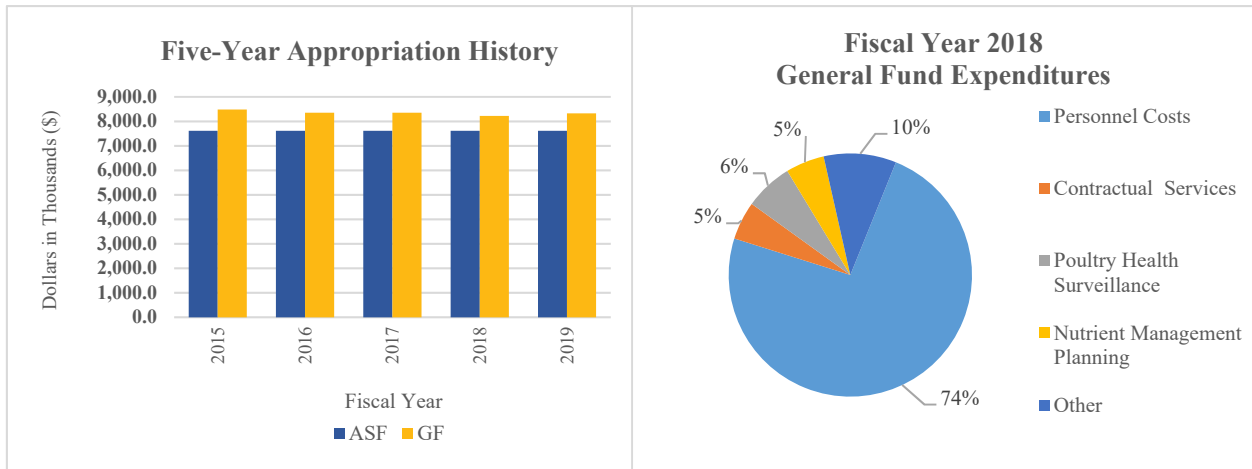 Five-Year Appropriation History
Dollars in Thousands ($)
9,000.0
8,000.0
7,000.0
6,000.0
5,000.0
4,000.0
3,000.0
2,000.0
1,000.0
0.0
2015
2016
2017
2018
2019
Fiscal Year
ASF GF
Fiscal Year 2018
General Fund Expenditures
5%
10%
6%
5%
74%
Personnel Costs
Contractual Services
Poultry Health
Surveillance
Nutrient Management
Planning
Other